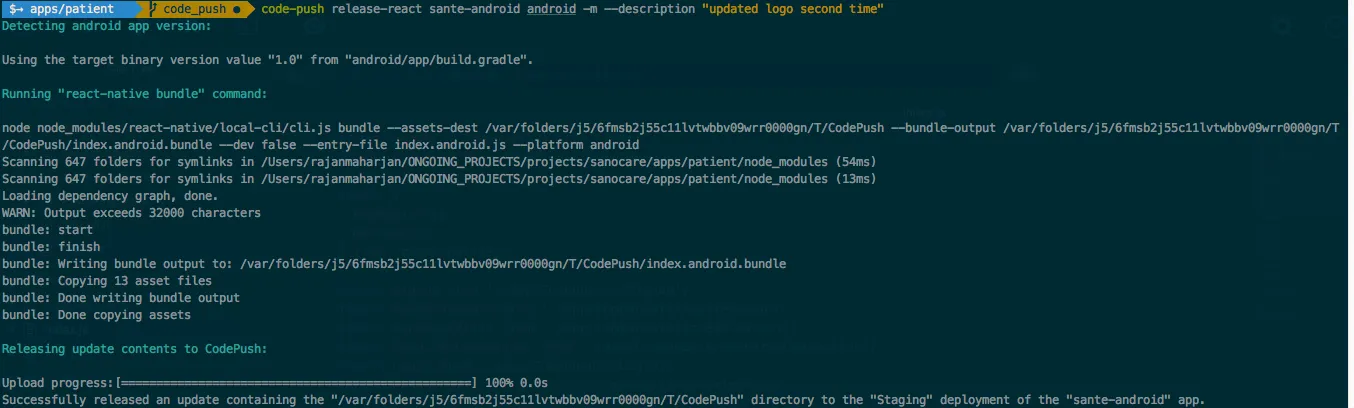 $→ apps/patient code_push ● code-push release-react sante-android android -m --description "updated logo second time"
Detecting android app version:
Using the target binary version value "1.0" from "android/app/build.gradle".
Running "react-native bundle" command:
node node_modules/react-native/local-cli/cli.js bundle --assets-dest /var/folders/j5/6fmsb2j55c11lvtwbbv09wrr0000gn/T/CodePush --bundle-output /var/folders/j5/6fmsb2j55c11lvtwbbv09wrr0000gn/T
/CodePush/index.android.bundle --dev false --entry-file index.android.js --platform android
Scanning 647 folders for symlinks in /Users/rajanmaharjan/ONGOING_PROJECTS/projects/sanocare/apps/patient/node_modules (54ms)
Scanning 647 folders for symlinks in /Users/rajanmaharjan/ONGOING_PROJECTS/projects/sanocare/apps/patient/node_modules (13ms)
Loading dependency graph, done.
WARN: Output exceeds 32000 characters
bundle: start
bundle: finish
bundle: Writing bundle output to: /var/folders/j5/6fmsb2j55c11lvtwbbv09wrr0000gn/T/CodePush/index.android.bundle
bundle: Copying 13 asset files
bundle: Done writing bundle output
bundle: Done copying assets
Releasing update contents to CodePush:
Upload progress:[==================================================] 100% 0.0s
Successfully released an update containing the "/var/folders/j5/6fmsb2j55c11lvtwbbv09wrr0000gn/T/CodePush" directory to the "Staging" deployment of the "sante-android" app.